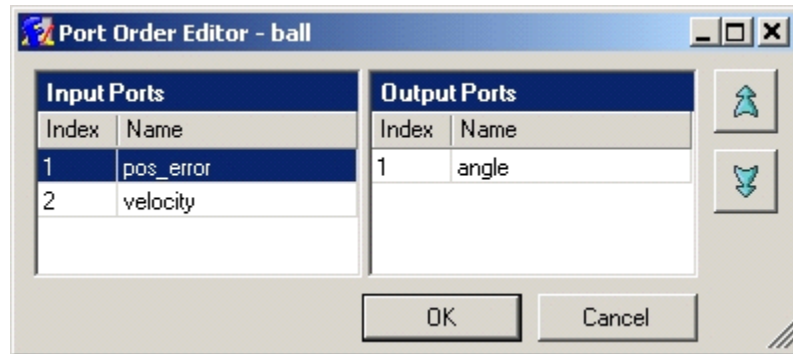 Port Order Editor - ball
Input Ports
Output Ports
Index Name
Index Name
1 pos_error
1 angle
2 velocity
OK
Cancel